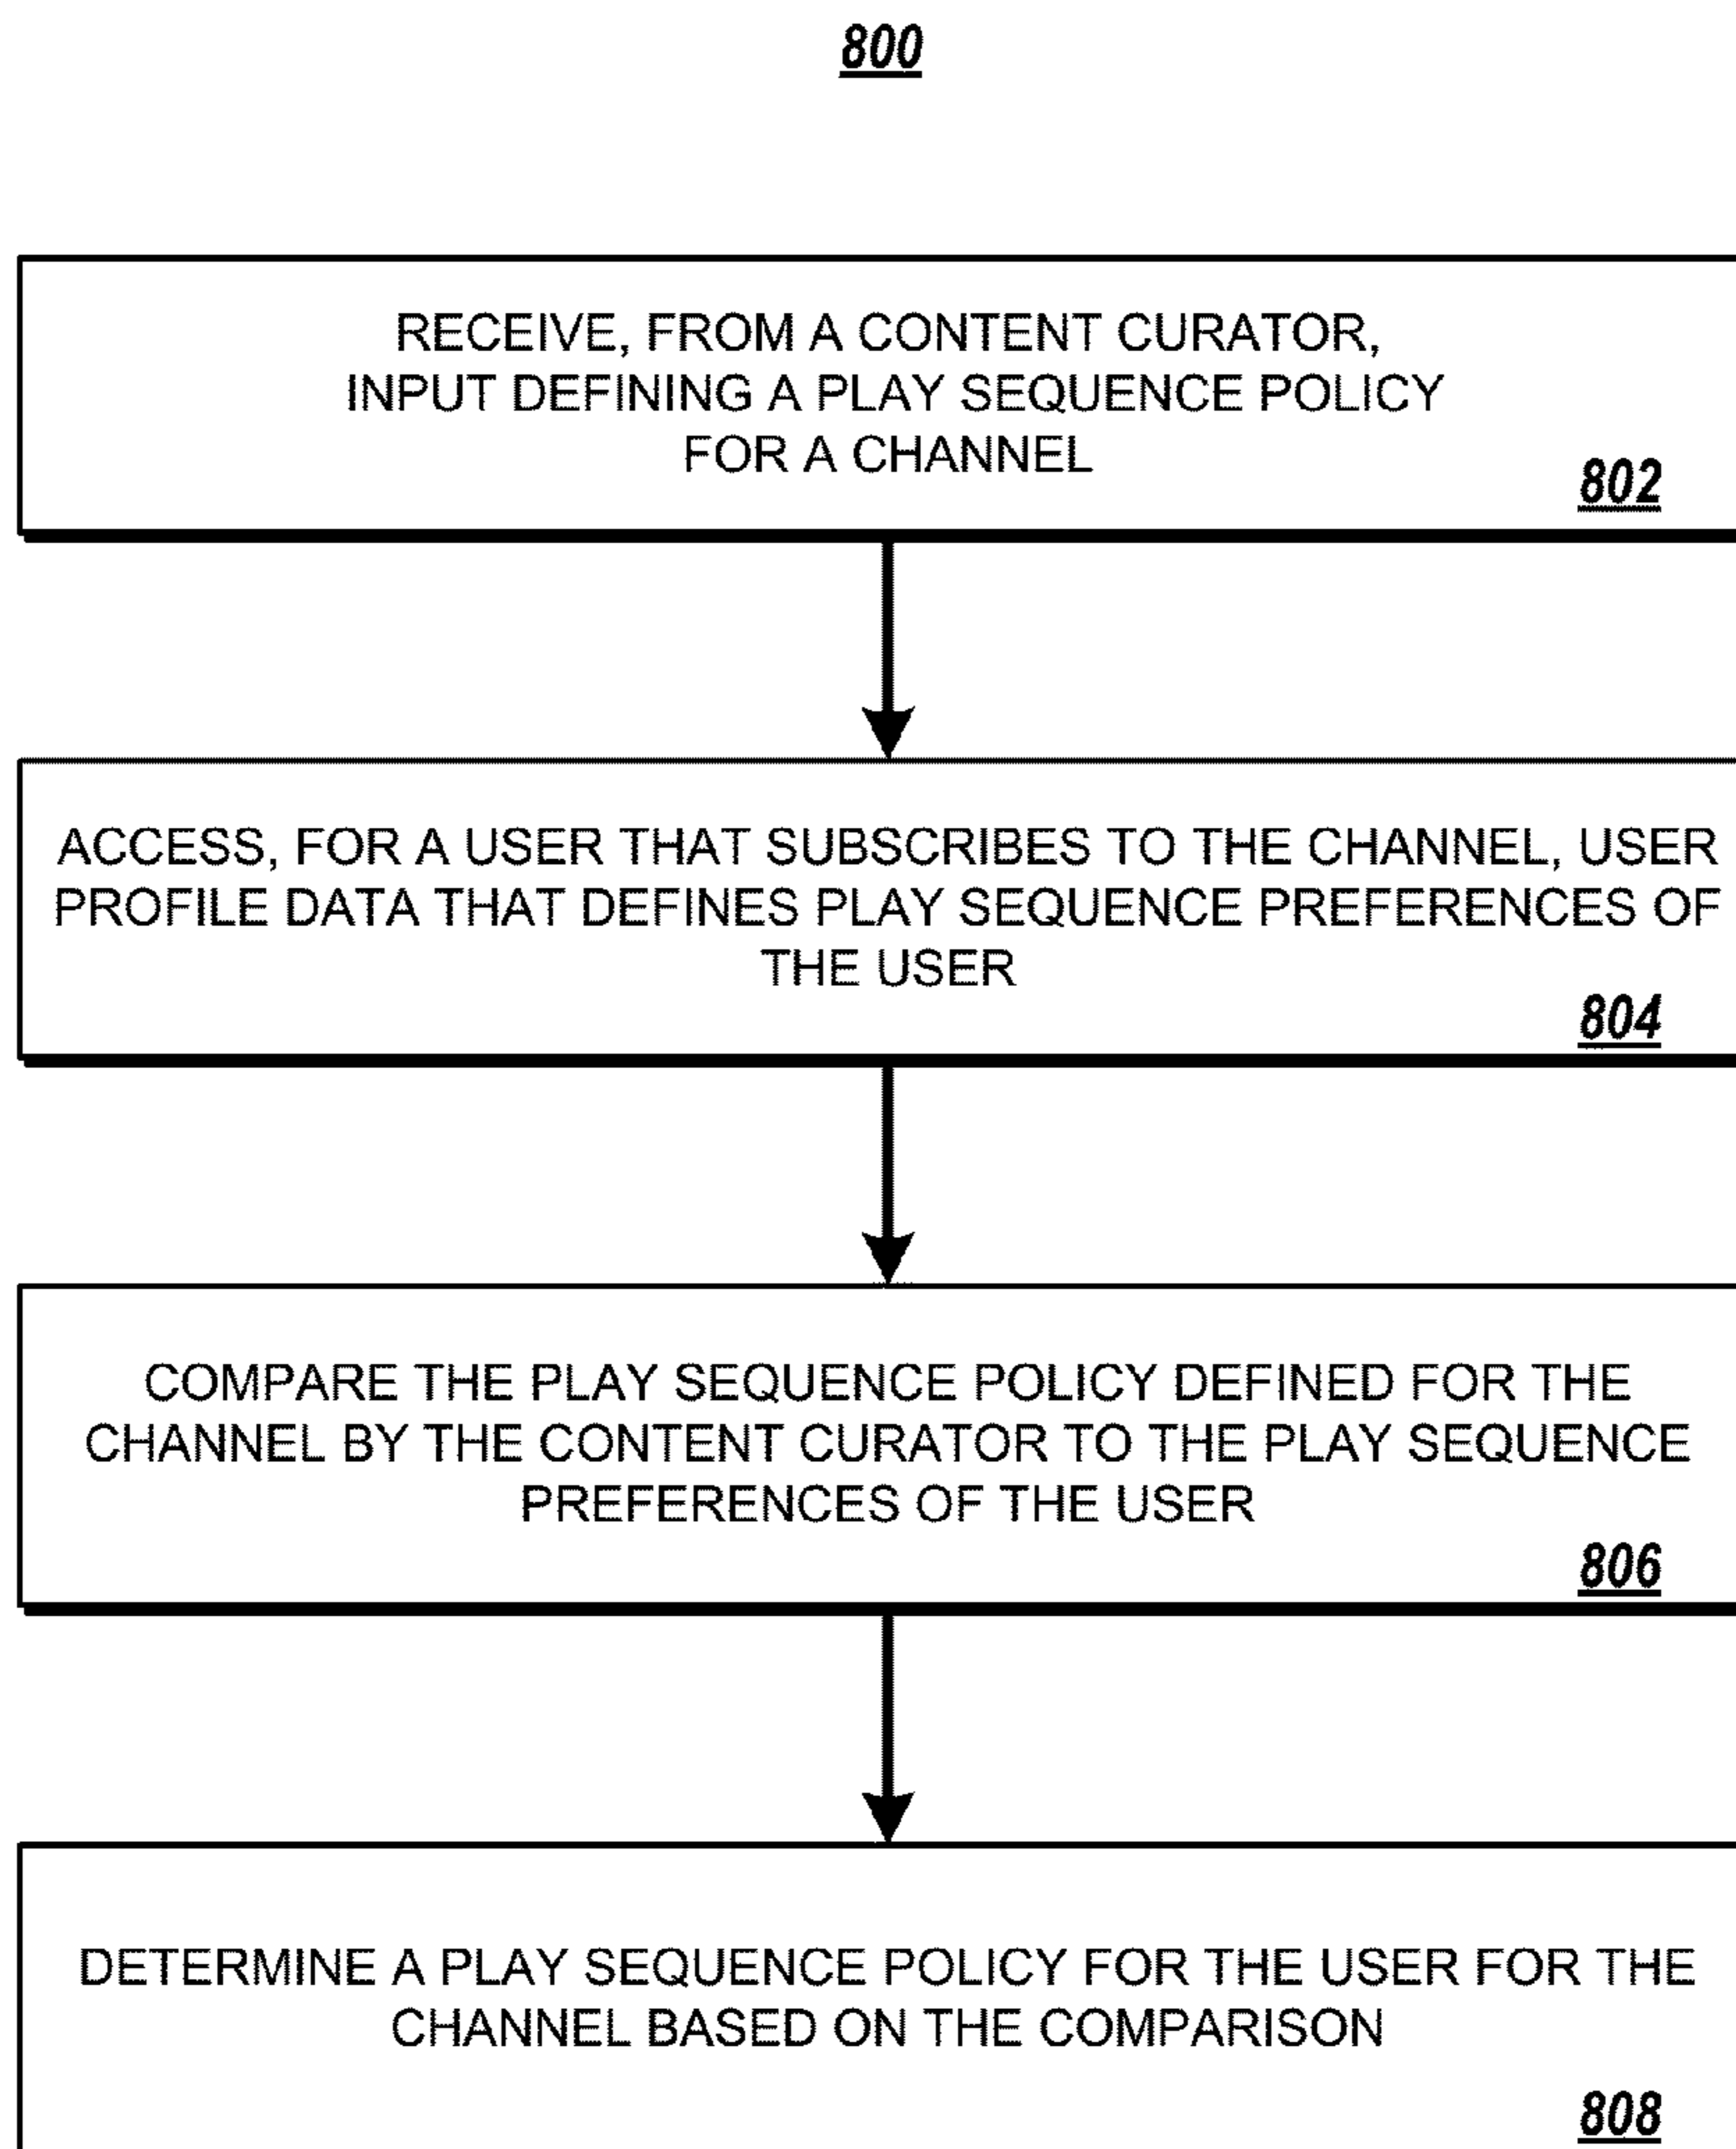 800
RECEIVE, FROM A CONTENT CURATOR,
INPUT DEFINING A PLAY SEQUENCE POLICY
FOR A CHANNEL
802
ACCESS, FOR A USER THAT SUBSCRIBES TO THE CHANNEL, USER
PROFILE DATA THAT DEFINES PLAY SEQUENCE PREFERENCES OF
THE USER
804
COMPARE THE PLAY SEQUENCE POLICY DEFINED FOR THE
CHANNEL BY THE CONTENT CURATOR TO THE PLAY SEQUENCE
PREFERENCES OF THE USER
806
DETERMINE A PLAY SEQUENCE POLICY FOR THE USER FOR THE
CHANNEL BASED ON THE COMPARISON
808